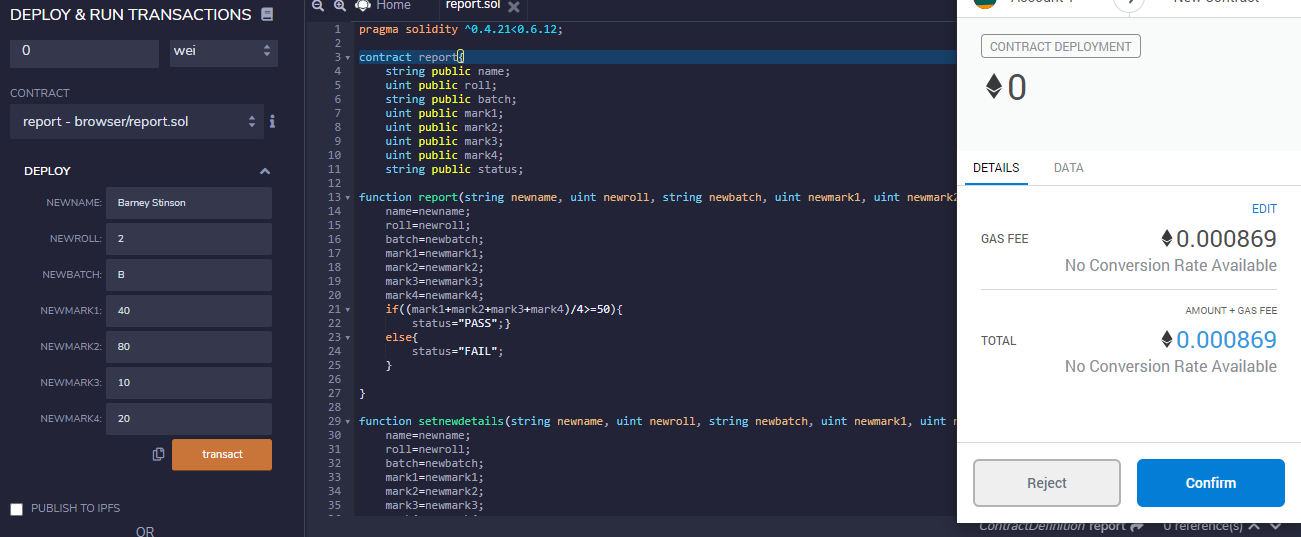 DEPLOY & RUN TRANSACTIONS
0 wei
CONTRACT
report - browser/report.sol
DEPLOY
NEWNAME: Barney Stinson
NEWROLL: 2
NEWBATCH: B
NEWMARK1: 40
NEWMARK2: 80
NEWMARK3: 10
NEWMARK4: 20
transact
PUBLISH TO IPFS
OR
Home report.sol
1 pragma solidity ^0.4.21<0.6.12;
2
3 contract report{
4 string public name;
5 uint public roll;
6 string public batch;
7 uint public mark1;
8 uint public mark2;
9 uint public mark3;
10 uint public mark4;
11 string public status;
12
13 function report(string newname, uint newroll, string newbatch, uint newmark1, uint newmark2
14 name=newname;
15 roll=newroll;
16 batch=newbatch;
17 mark1=newmark1;
18 mark2=newmark2;
19 mark3=newmark3;
20 mark4=newmark4;
21 if((mark1+mark2+mark3+mark4)/4>=50){
22 status="PASS";}
23 else{
24 status="FAIL";
25 }
26
27 }
28
29 function setnewdetails(string newname, uint newroll, string newbatch, uint newmark1, uint
30 name=newname;
31 roll=newroll;
32 batch=newbatch;
33 mark1=newmark1;
34 mark2=newmark2;
35 mark3=newmark3;
ContractDefinition report 0 reference(s)
New Contract
CONTRACT DEPLOYMENT
0
DETAILS DATA
EDIT
GAS FEE 0.000869
No Conversion Rate Available
AMOUNT + GAS FEE
TOTAL 0.000869
No Conversion Rate Available
Reject Confirm